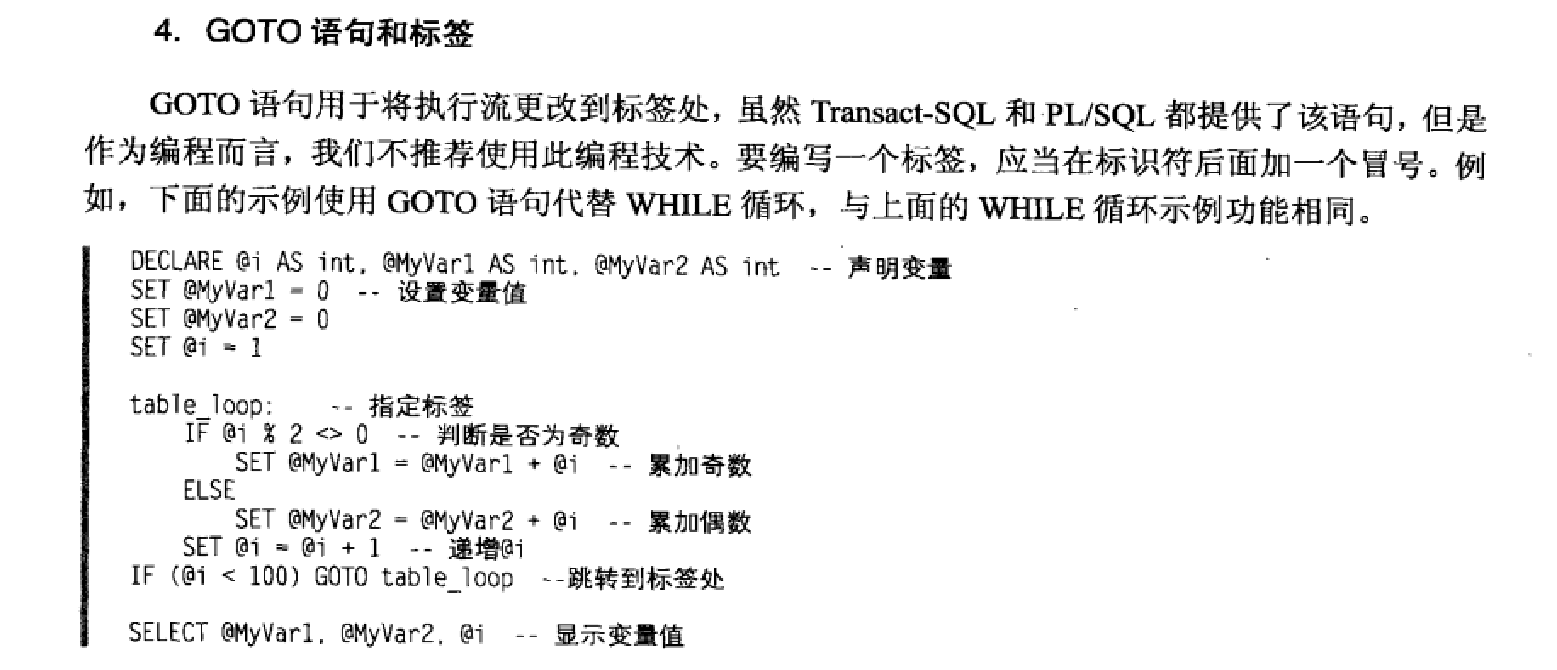 4. GOTO 语句和标签
GOTO 语句用于将执行流更改到标签处，虽然 Transact-SQL 和 PL/SQL 都提供了该语句，但是
作为编程而言，我们不推荐使用此编程技术。要编写一个标签，应当在标识符后面加一个冒号。例
如，下面的示例使用 GOTO 语句代替 WHILE 循环，与上面的 WHILE 循环示例功能相同。
DECLARE @i AS int, @MyVar1 AS int, @MyVar2 AS int -- 声明变量
SET @MyVar1 = 0 -- 设置变量值
SET @MyVar2 = 0
SET @i = 1
table_loop: -- 指定标签
IF @i % 2 <> 0 -- 判断是否为奇数
SET @MyVar1 = @MyVar1 + @i -- 累加奇数
ELSE
SET @MyVar2 = @MyVar2 + @i -- 累加偶数
SET @i = @i + 1 -- 递增@i
IF (@i < 100) GOTO table_loop --跳转到标签处
SELECT @MyVar1, @MyVar2, @i -- 显示变量值